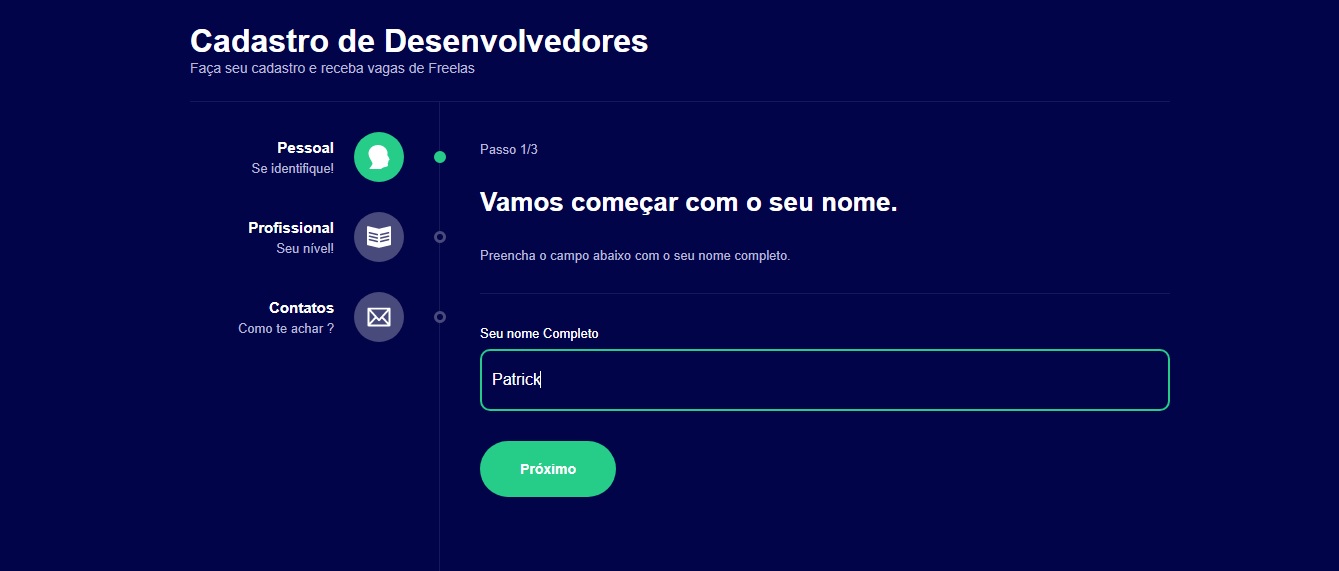 Cadastro de Desenvolvedores
Faça seu cadastro e receba vagas de Freelas
Pessoal
Se identifique!
Profissional
Seu nível!
Contatos
Como te achar ?
Passo 1/3
Vamos começar com o seu nome.
Preencha o campo abaixo com o seu nome completo.
Seu nome Completo
Patrick
Próximo